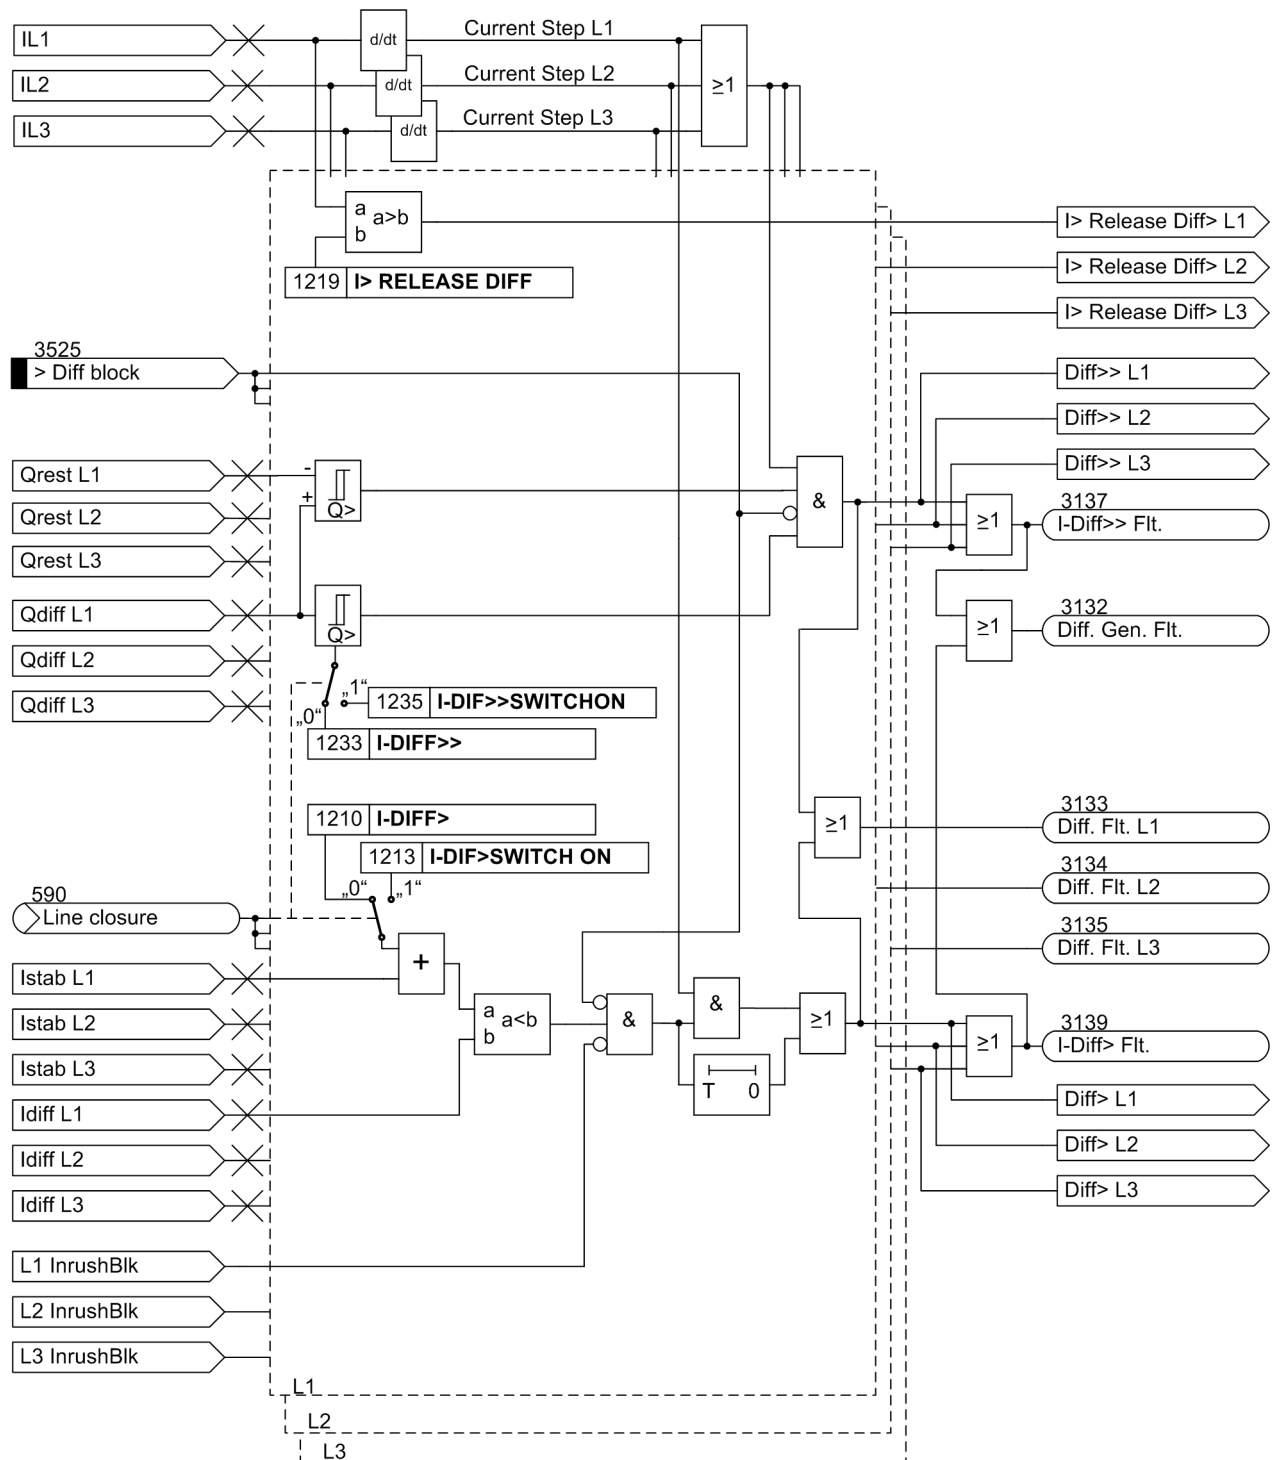 IL1
d/dt
Current Step L1
IL2
d/dt
Current Step L2
≥1
IL3
d/dt
Current Step L3
a
a>b
b
I> Release Diff> L1
1219 I> RELEASE DIFF
I> Release Diff> L2
I> Release Diff> L3
3525
> Diff block
Diff>> L1
Diff>> L2
Diff>> L3
Qrest L1
-
+
Q>
&
3137
≥1
I-Diff>> Flt.
Qrest L2
Qrest L3
Qdiff L1
Q>
3132
≥1
Diff. Gen. Flt.
Qdiff L2
Qdiff L3
„1“
1235 I-DIF>>SWITCHON
„0“
1233 I-DIFF>>
1210 I-DIFF>
≥1
3133
Diff. Flt. L1
1213 I-DIF>SWITCH ON
„0“
„1“
3134
Diff. Flt. L2
590
Line closure
3135
Diff. Flt. L3
+
Istab L1
Istab L2
a
a<b
b
&
&
≥1
3139
≥1
I-Diff> Flt.
Istab L3
T 0
Idiff L1
Diff> L1
Idiff L2
Diff> L2
Idiff L3
Diff> L3
L1 InrushBlk
L2 InrushBlk
L3 InrushBlk
L1
L2
L3